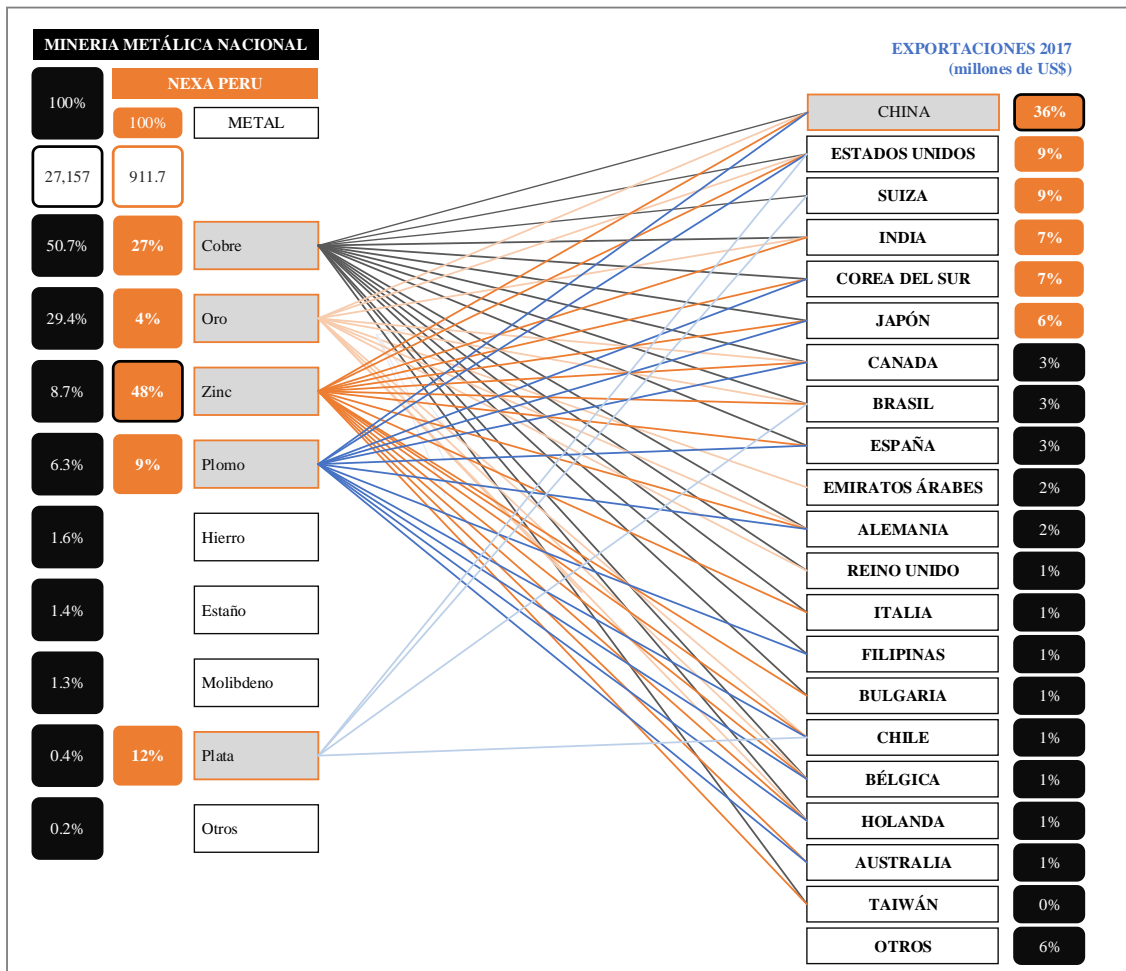 MINERIA METÁLICA NACIONAL
EXPORTACIONES 2017
(millones de US$)
100%
NEXA PERU
100%
METAL
27,157
911.7
50.7%
27%
Cobre
29.4%
4%
Oro
8.7%
48%
Zinc
6.3%
9%
Plomo
1.6%
Hierro
1.4%
Estaño
1.3%
Molibdeno
0.4%
12%
Plata
0.2%
Otros
CHINA
36%
ESTADOS UNIDOS
9%
SUIZA
9%
INDIA
7%
COREA DEL SUR
7%
JAPÓN
6%
CANADA
3%
BRASIL
3%
ESPAÑA
3%
EMIRATOS ÁRABES
2%
ALEMANIA
2%
REINO UNIDO
1%
ITALIA
1%
FILIPINAS
1%
BULGARIA
1%
CHILE
1%
BÉLGICA
1%
HOLANDA
1%
AUSTRALIA
1%
TAIWÁN
0%
OTROS
6%